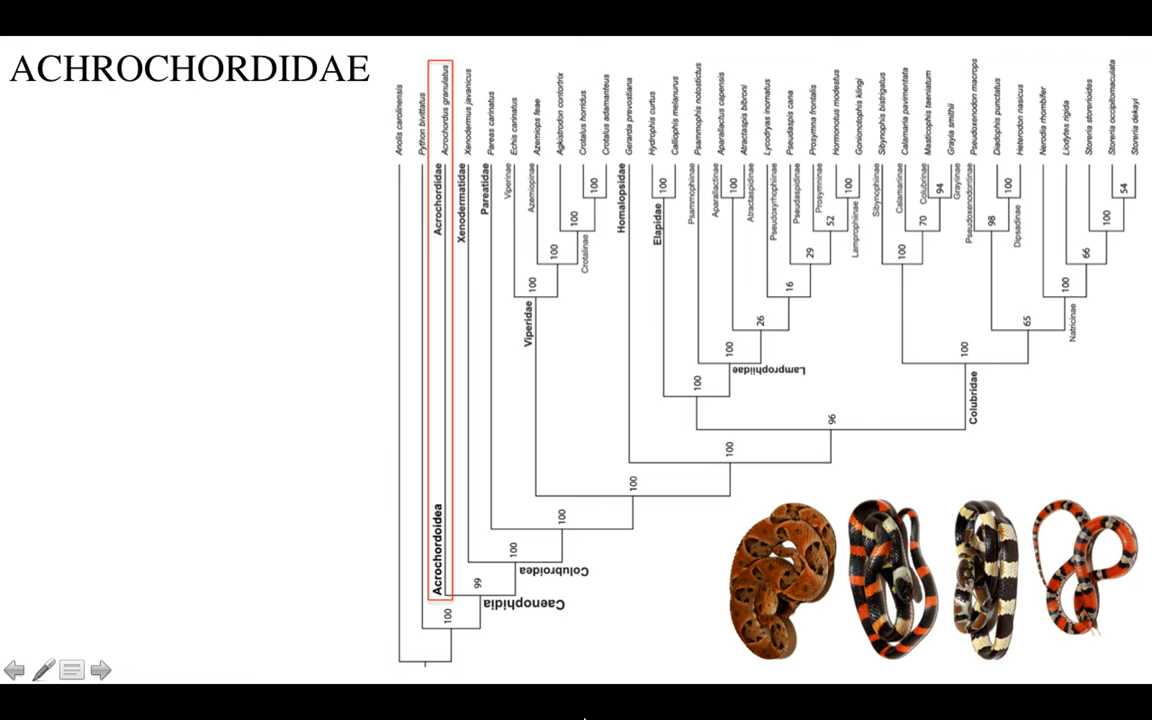 ACHROCHORDIDAE
Anolis carolinensis
Python bivittatus
Acrochordus granulatus
Xenodermus javanicus
Pareas carinatus
Echis carinatus
Azemiops feae
Agkistrodon contortrix
Crotalus horridus
Crotalus adamanteus
Gerarda prevostiana
Hydrophis curtus
Calliophis melanurus
Psammophis notostictus
Aparallactus capensis
Atractaspis bibroni
Lycodryas inornatus
Pseudaspis cana
Prosymna frontalis
Homonodus modestus
Gonionotophis klingi
Sibynophis bistrigatus
Calamaria pavimentata
Masticophis taeniatum
Grayia smithii
Pseudoxenodon macrops
Diadophis punctatus
Heterodon nasicus
Nerodia rhombifer
Liodytes rigida
Storeria storerioides
Storeria occipitomaculata
Storeria dekayi
Acrochordidae
Xenodermatidae
Pareatidae
Viperinae
Azemiopinae
Crotalinae
Homalopsidae
Elapidae
Psammophiinae
Aparallactinae
Atractaspidinae
Pseudoxyrhophiinae
Pseudaspidinae
Prosymninae
Lamprophiinae
Sibynophiinae
Calamariinae
Colubrinae
Grayiinae
Pseudoxenodontinae
Dipsadinae
Natricinae
Viperidae
Lamprophiidae
Colubridae
Acrochordoidea
Colubroidea
Caenophidia
100
100
100
100
100
94
100
54
100
52
70
98
100
100
29
100
66
100
16
100
26
65
100
100
100
96
100
100
100
100
99
100